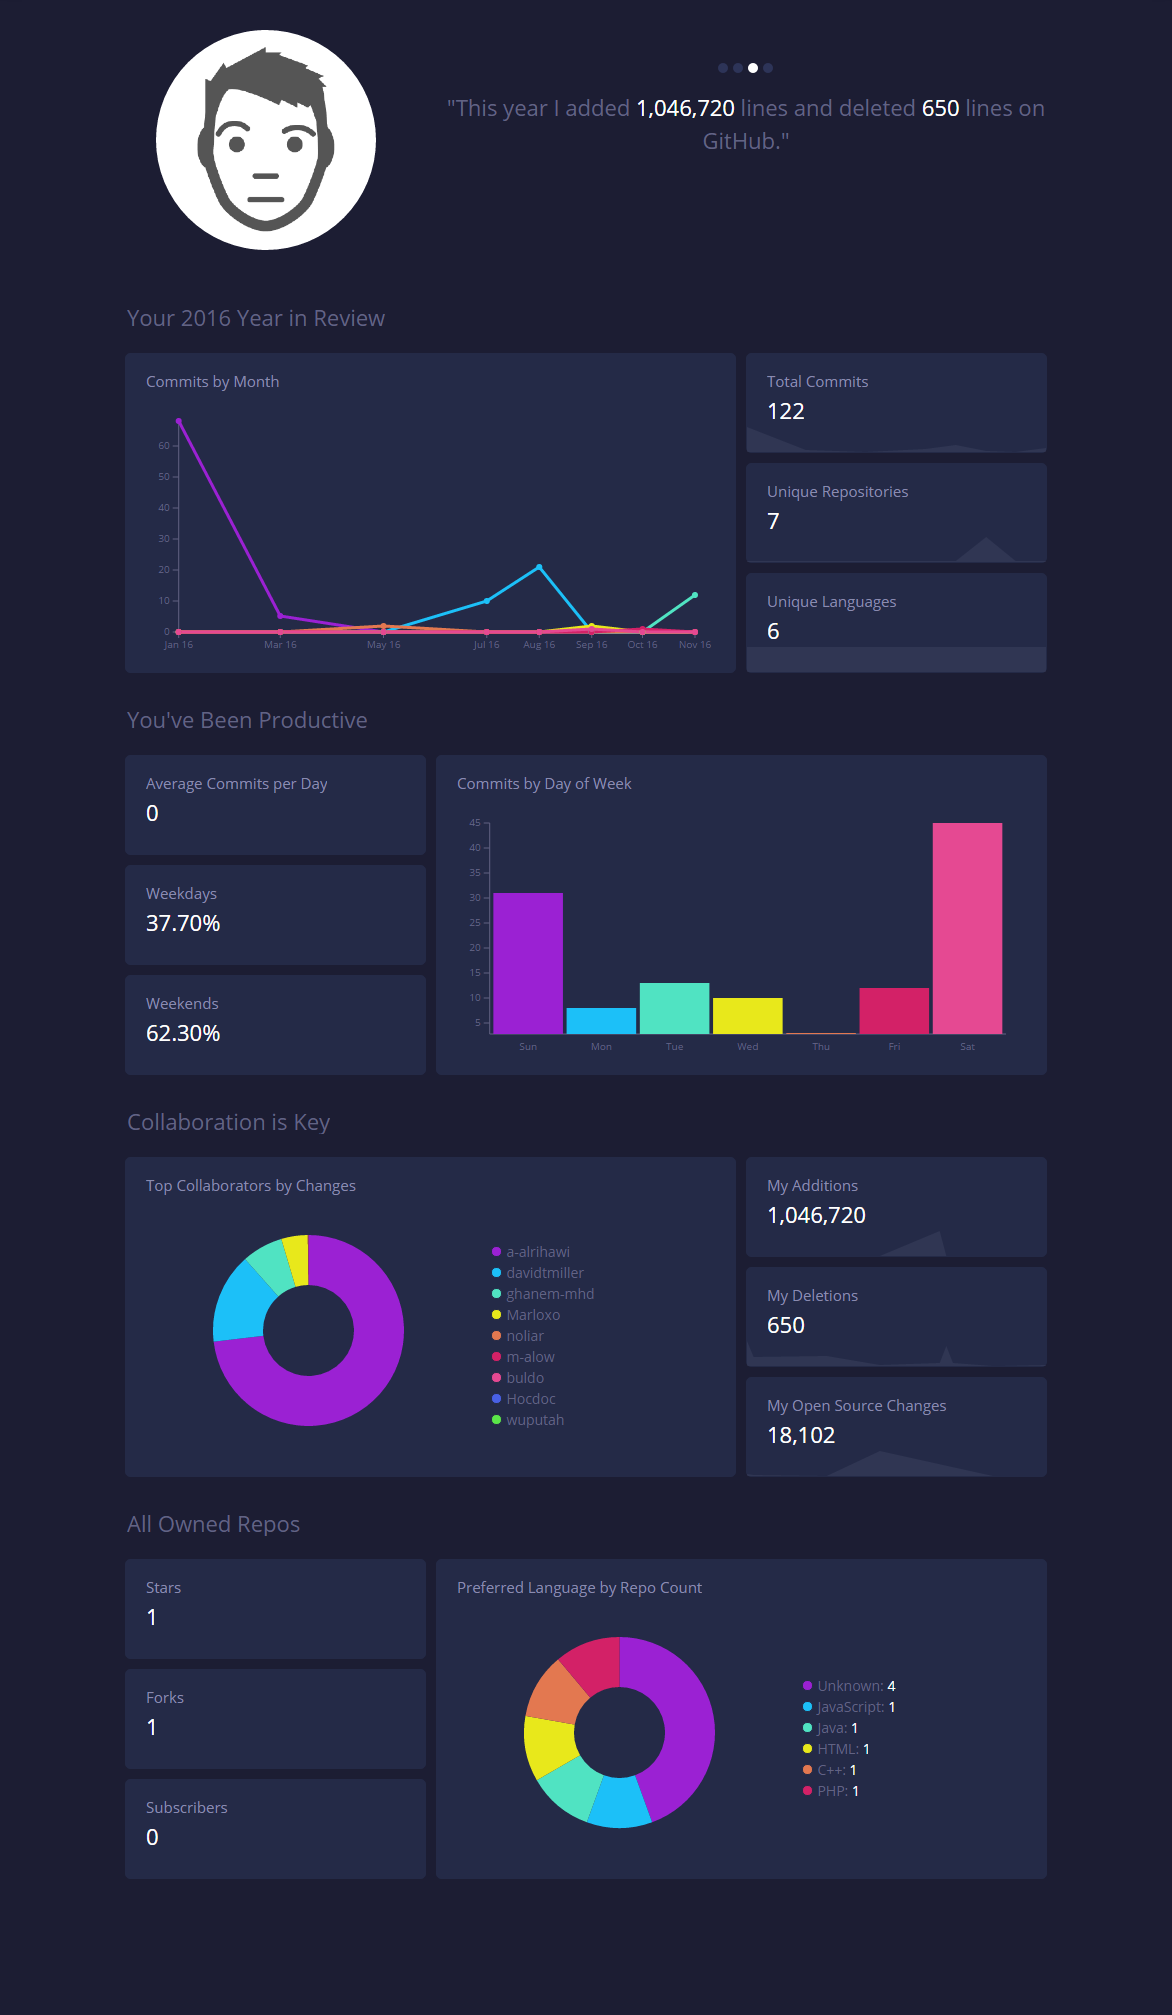 "This year I added 1,046,720 lines and deleted 650 lines on
GitHub."
Your 2016 Year in Review
Commits by Month
60
50
40
30
20
10
0
Jan 16 Mar 16 May 16 Jul 16 Aug 16 Sep 16 Oct 16 Nov 16
Total Commits
122
Unique Repositories
7
Unique Languages
6
You've Been Productive
Average Commits per Day
0
Weekdays
37.70%
Weekends
62.30%
Commits by Day of Week
45
40
35
30
25
20
15
10
5
Sun Mon Tue Wed Thu Fri Sat
Collaboration is Key
Top Collaborators by Changes
a-alrihawi
davidtmiller
ghanem-mhd
Marloxo
noliar
m-alow
buldo
Hocdoc
wuputah
My Additions
1,046,720
My Deletions
650
My Open Source Changes
18,102
All Owned Repos
Stars
1
Forks
1
Subscribers
0
Preferred Language by Repo Count
Unknown: 4
JavaScript: 1
Java: 1
HTML: 1
C++: 1
PHP: 1